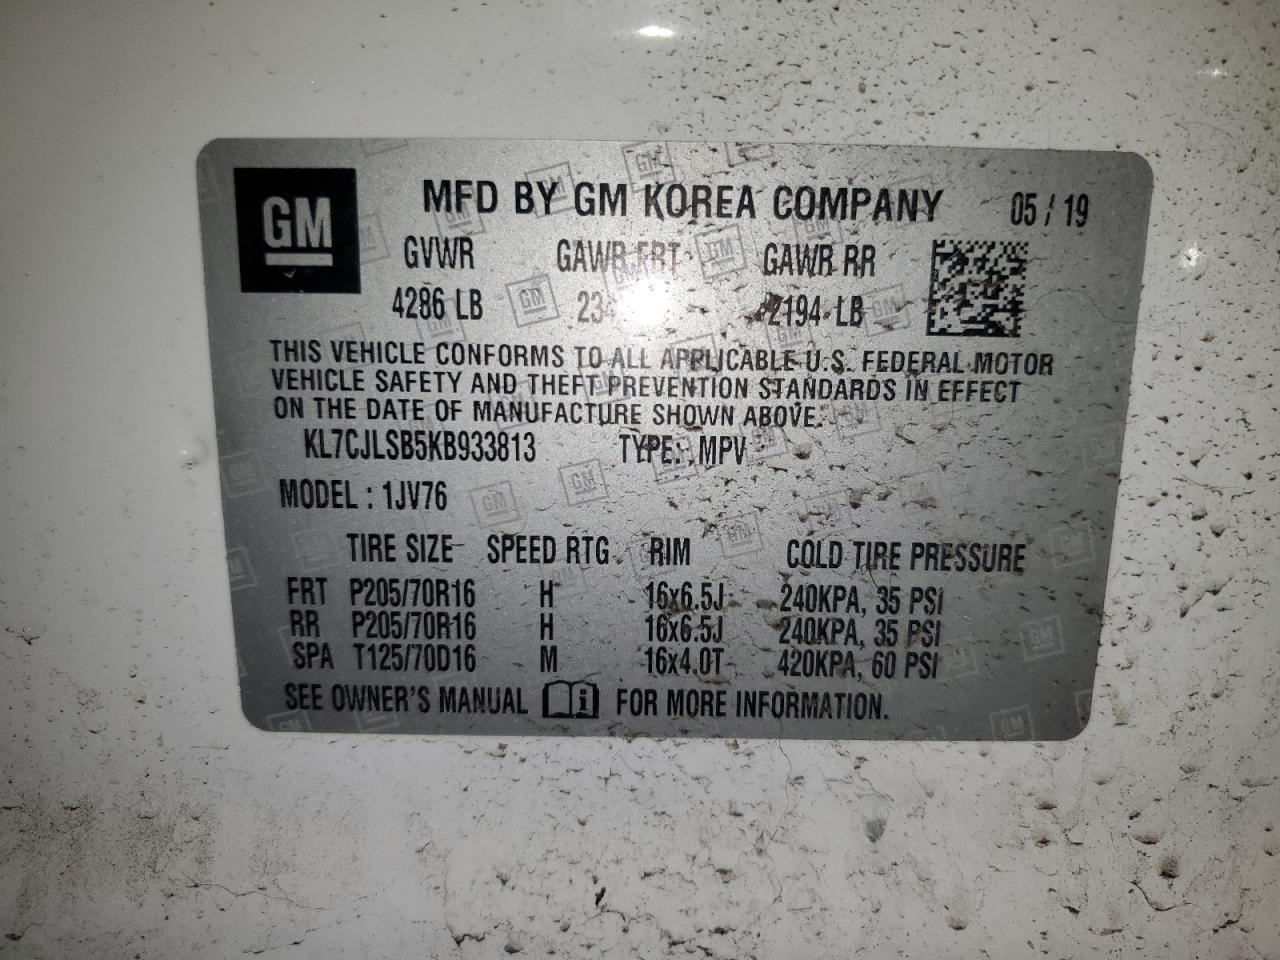 GM
MFD BY GM KOREA COMPANY 05 / 19
GVWR GAWR FRT GAWR RR
4286 LB 2194 LB
THIS VEHICLE CONFORMS TO ALL APPLICABLE U.S. FEDERAL MOTOR
VEHICLE SAFETY AND THEFT PREVENTION STANDARDS IN EFFECT
ON THE DATE OF MANUFACTURE SHOWN ABOVE.
KL7CJLSB5KB933813 TYPE: MPV
MODEL : 1JV76
TIRE SIZE SPEED RTG. RIM COLD TIRE PRESSURE
FRT P205/70R16 H 16x6.5J 240KPA, 35 PSI
RR P205/70R16 H 16x6.5J 240KPA, 35 PSI
SPA T125/70D16 M 16x4.0T 420KPA, 60 PSI
SEE OWNER'S MANUAL i FOR MORE INFORMATION.